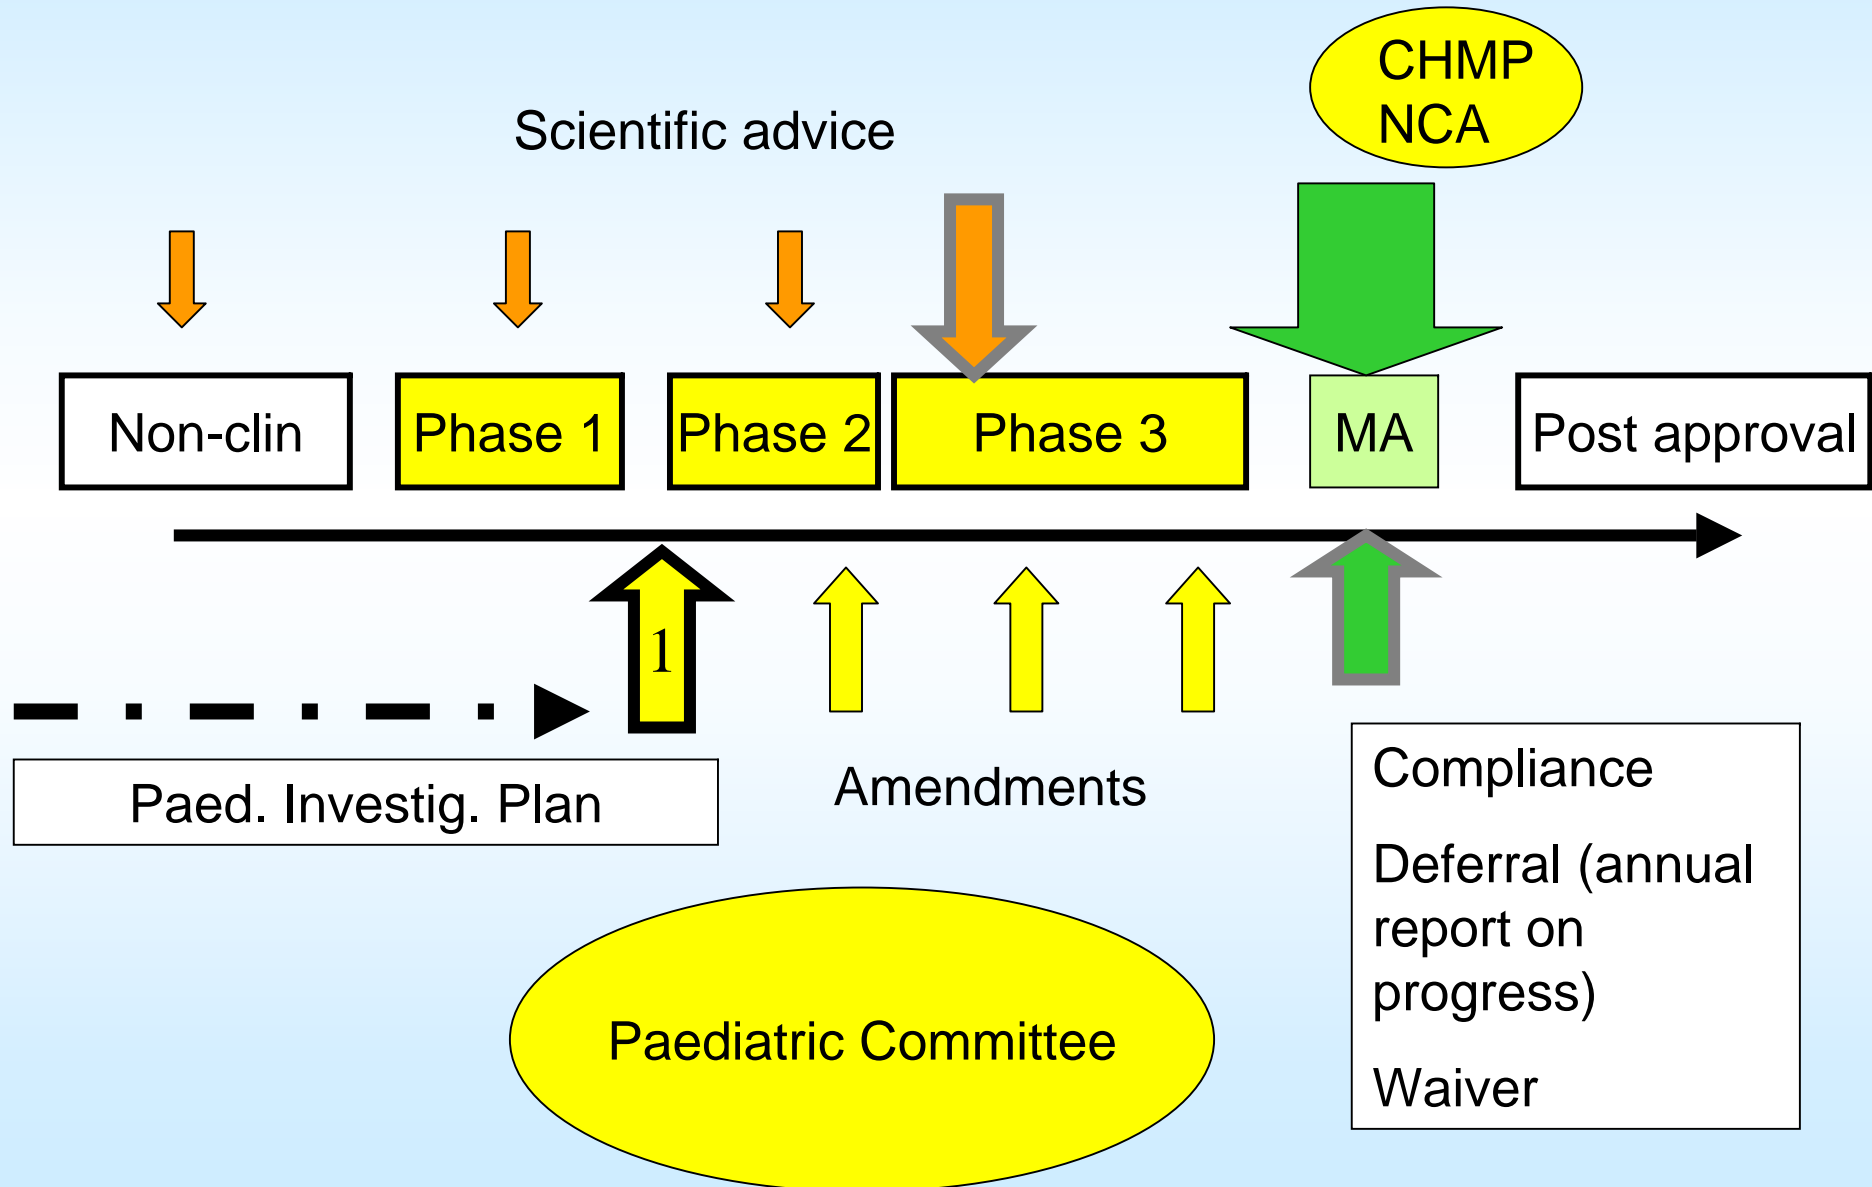 CHMP
NCA
Scientific advice
Non-clin
Phase 1
Phase 2
Phase 3
MA
Post approval
1
Paed. Investig. Plan
Amendments
Compliance
Deferral (annual
report on
progress)
Waiver
Paediatric Committee